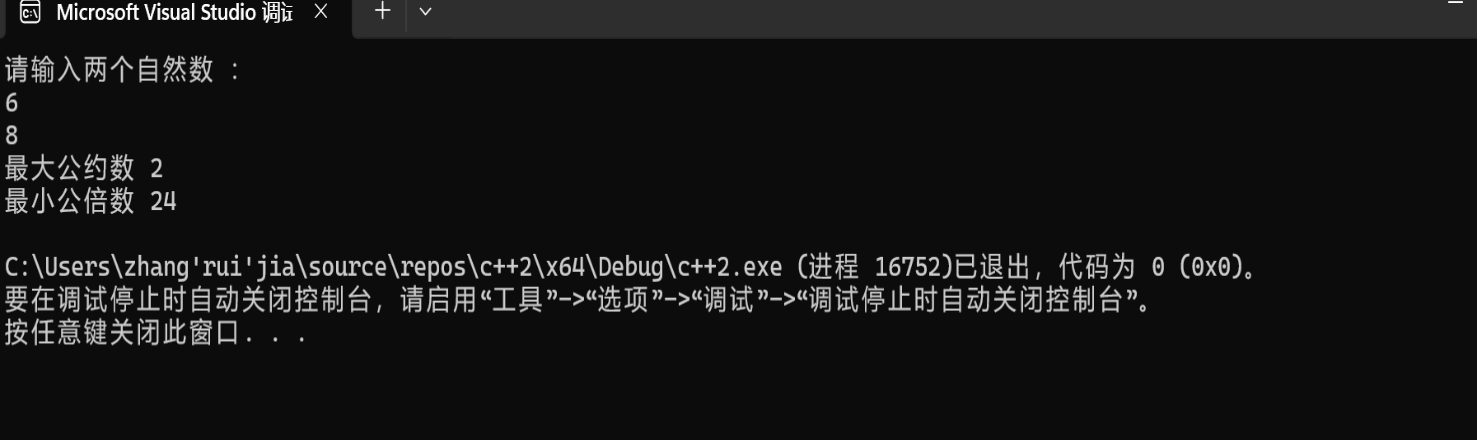 Microsoft Visual Studio 调试
请输入两个自然数 :
6
8
最大公约数 2
最小公倍数 24
C:\Users\zhang'rui'jia\source\repos\c++2\x64\Debug\c++2.exe (进程 16752)已退出，代码为 0 (0x0)。
要在调试停止时自动关闭控制台，请启用“工具”->“选项”->“调试”->“调试停止时自动关闭控制台”。
按任意键关闭此窗口. . .